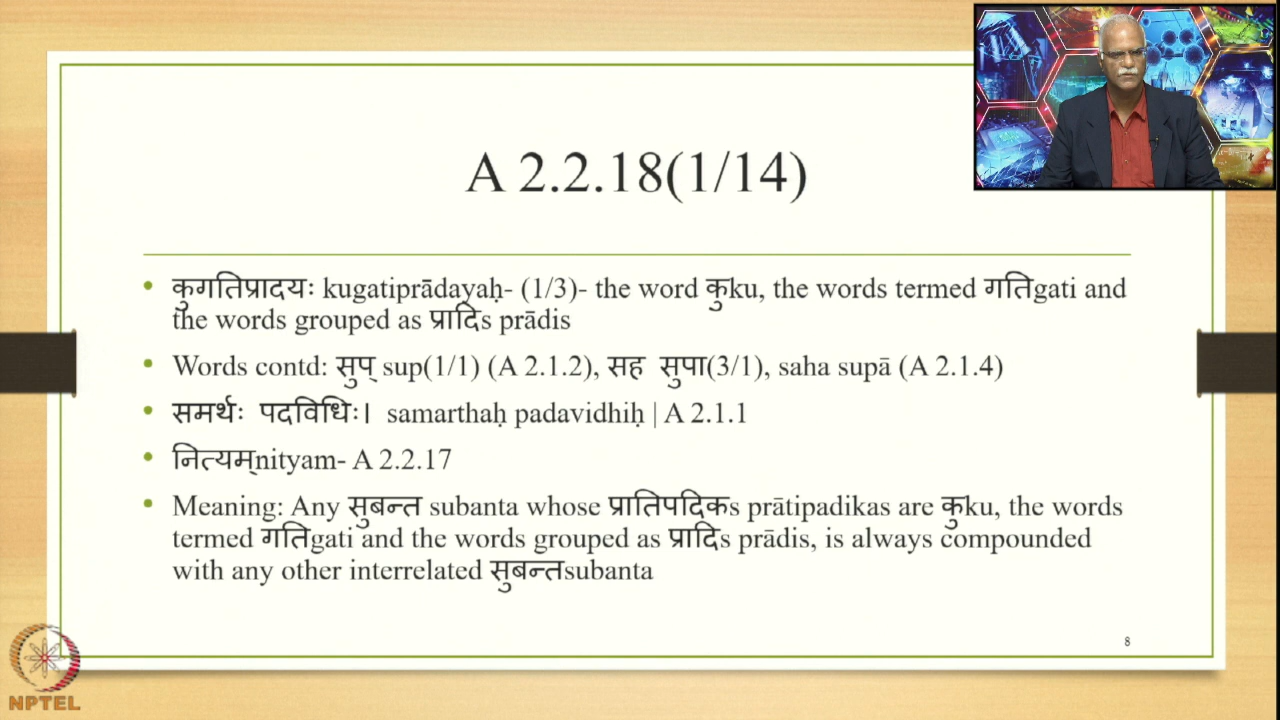 A 2.2.18(1/14)
• कुगतिप्रादयः kugatiprādayaḥ- (1/3)- the word कुku, the words termed गतिgati and
the words grouped as प्रादिs prādis
• Words contd: सुप् sup(1/1) (A 2.1.2), सह सुपा(3/1), saha supā (A 2.1.4)
• समर्थः पदविधिः। samarthaḥ padavidhiḥ | A 2.1.1
• नित्यम्nityam- A 2.2.17
• Meaning: Any सुबन्त subanta whose प्रातिपदिकs prātipadikas are कुku, the words
termed गतिgati and the words grouped as प्रादिs prādis, is always compounded
with any other interrelated सुबन्तsubanta
8
NPTEL